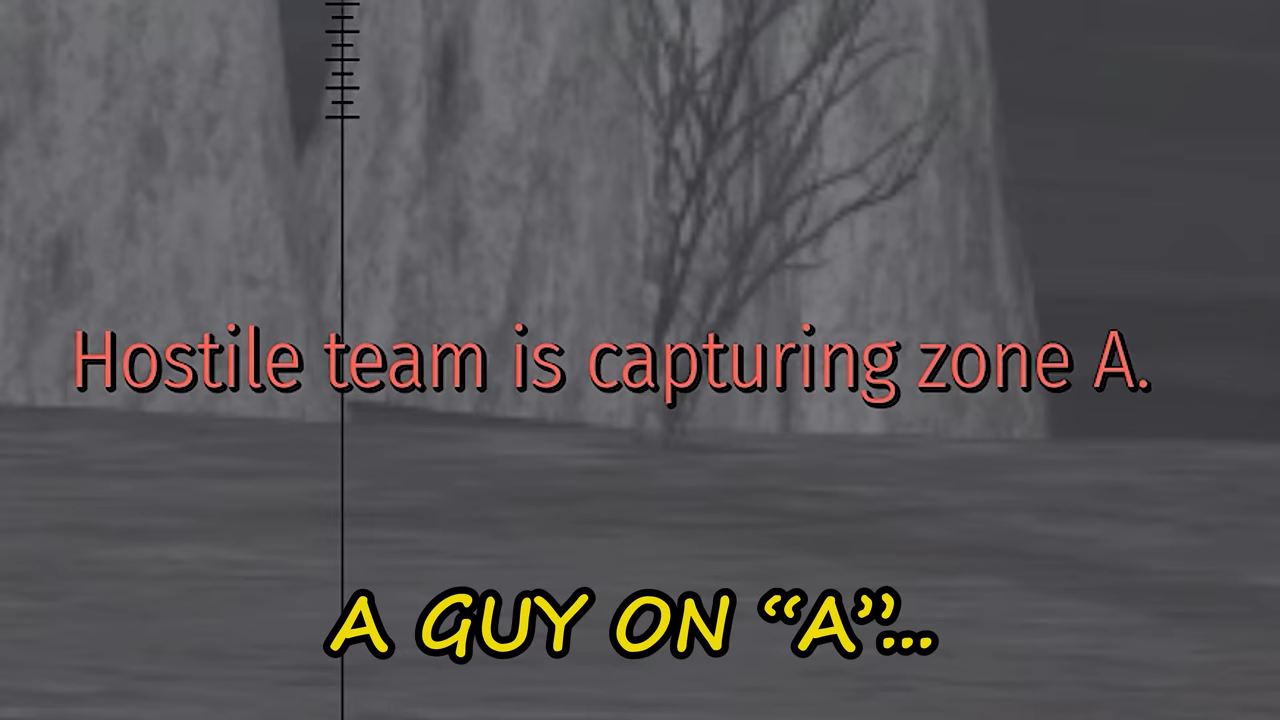 Hostile team is capturing zone A.
A GUY ON “A”...